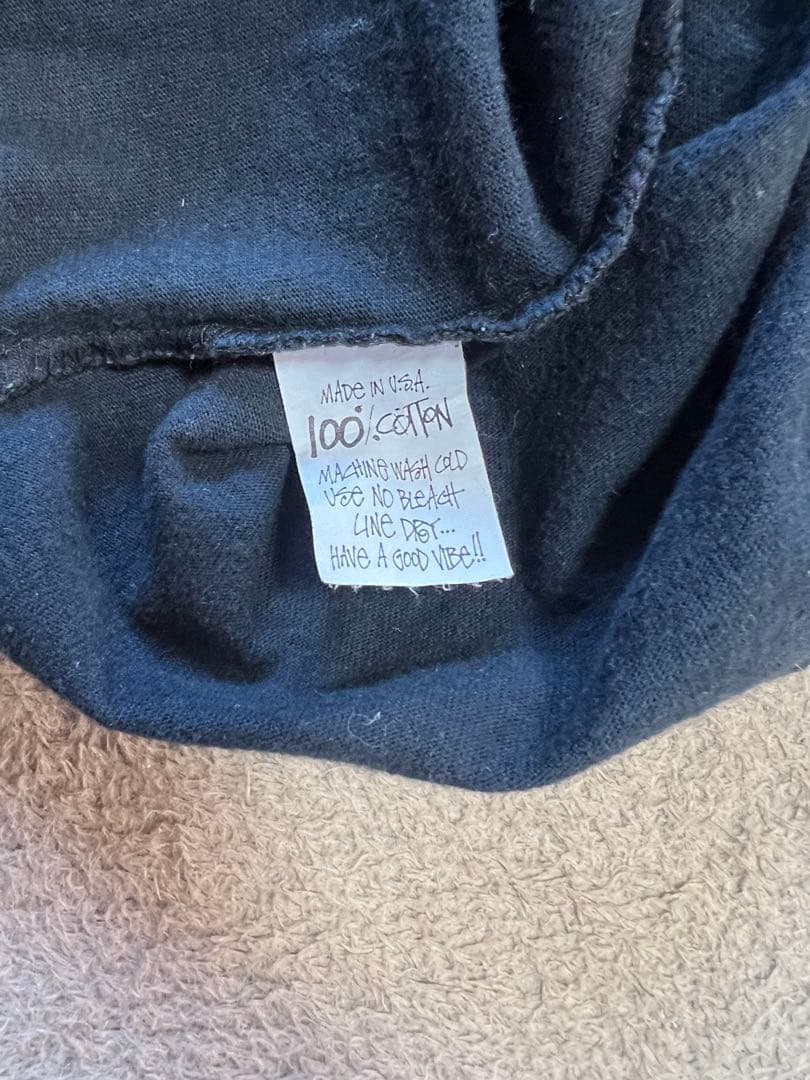 MADE IN U.S.A.
100%. COTTON
MACHINE WASH COLD
USE NO BLEACH
LINE DRY...
HAVE A GOOD VIBE!!